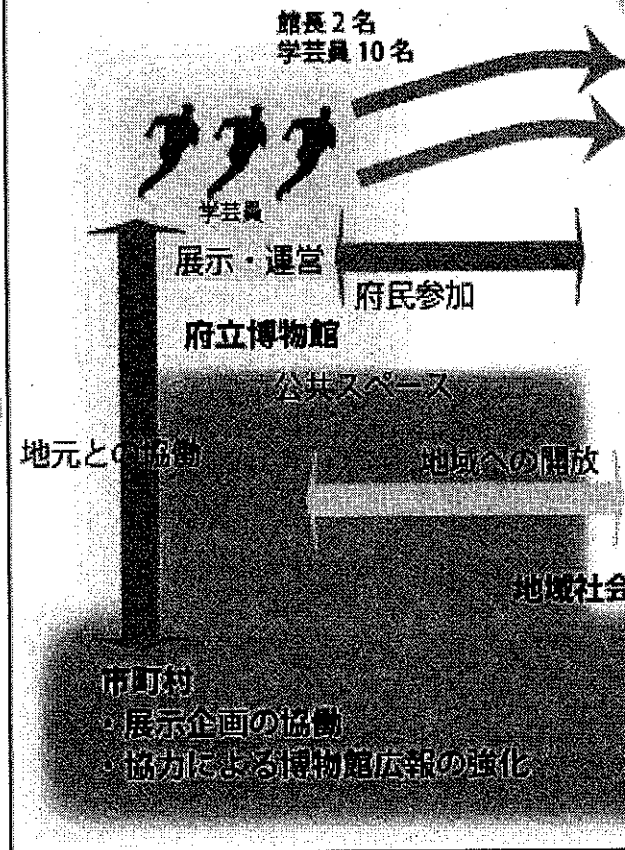 館長2名
学芸員10名
学芸員
展示・運営
府民参加
府立博物館
公共スペース
地元との協働
地域への開放
地域社会
市町村
・展示企画の協働
・協力による博物館広報の強化